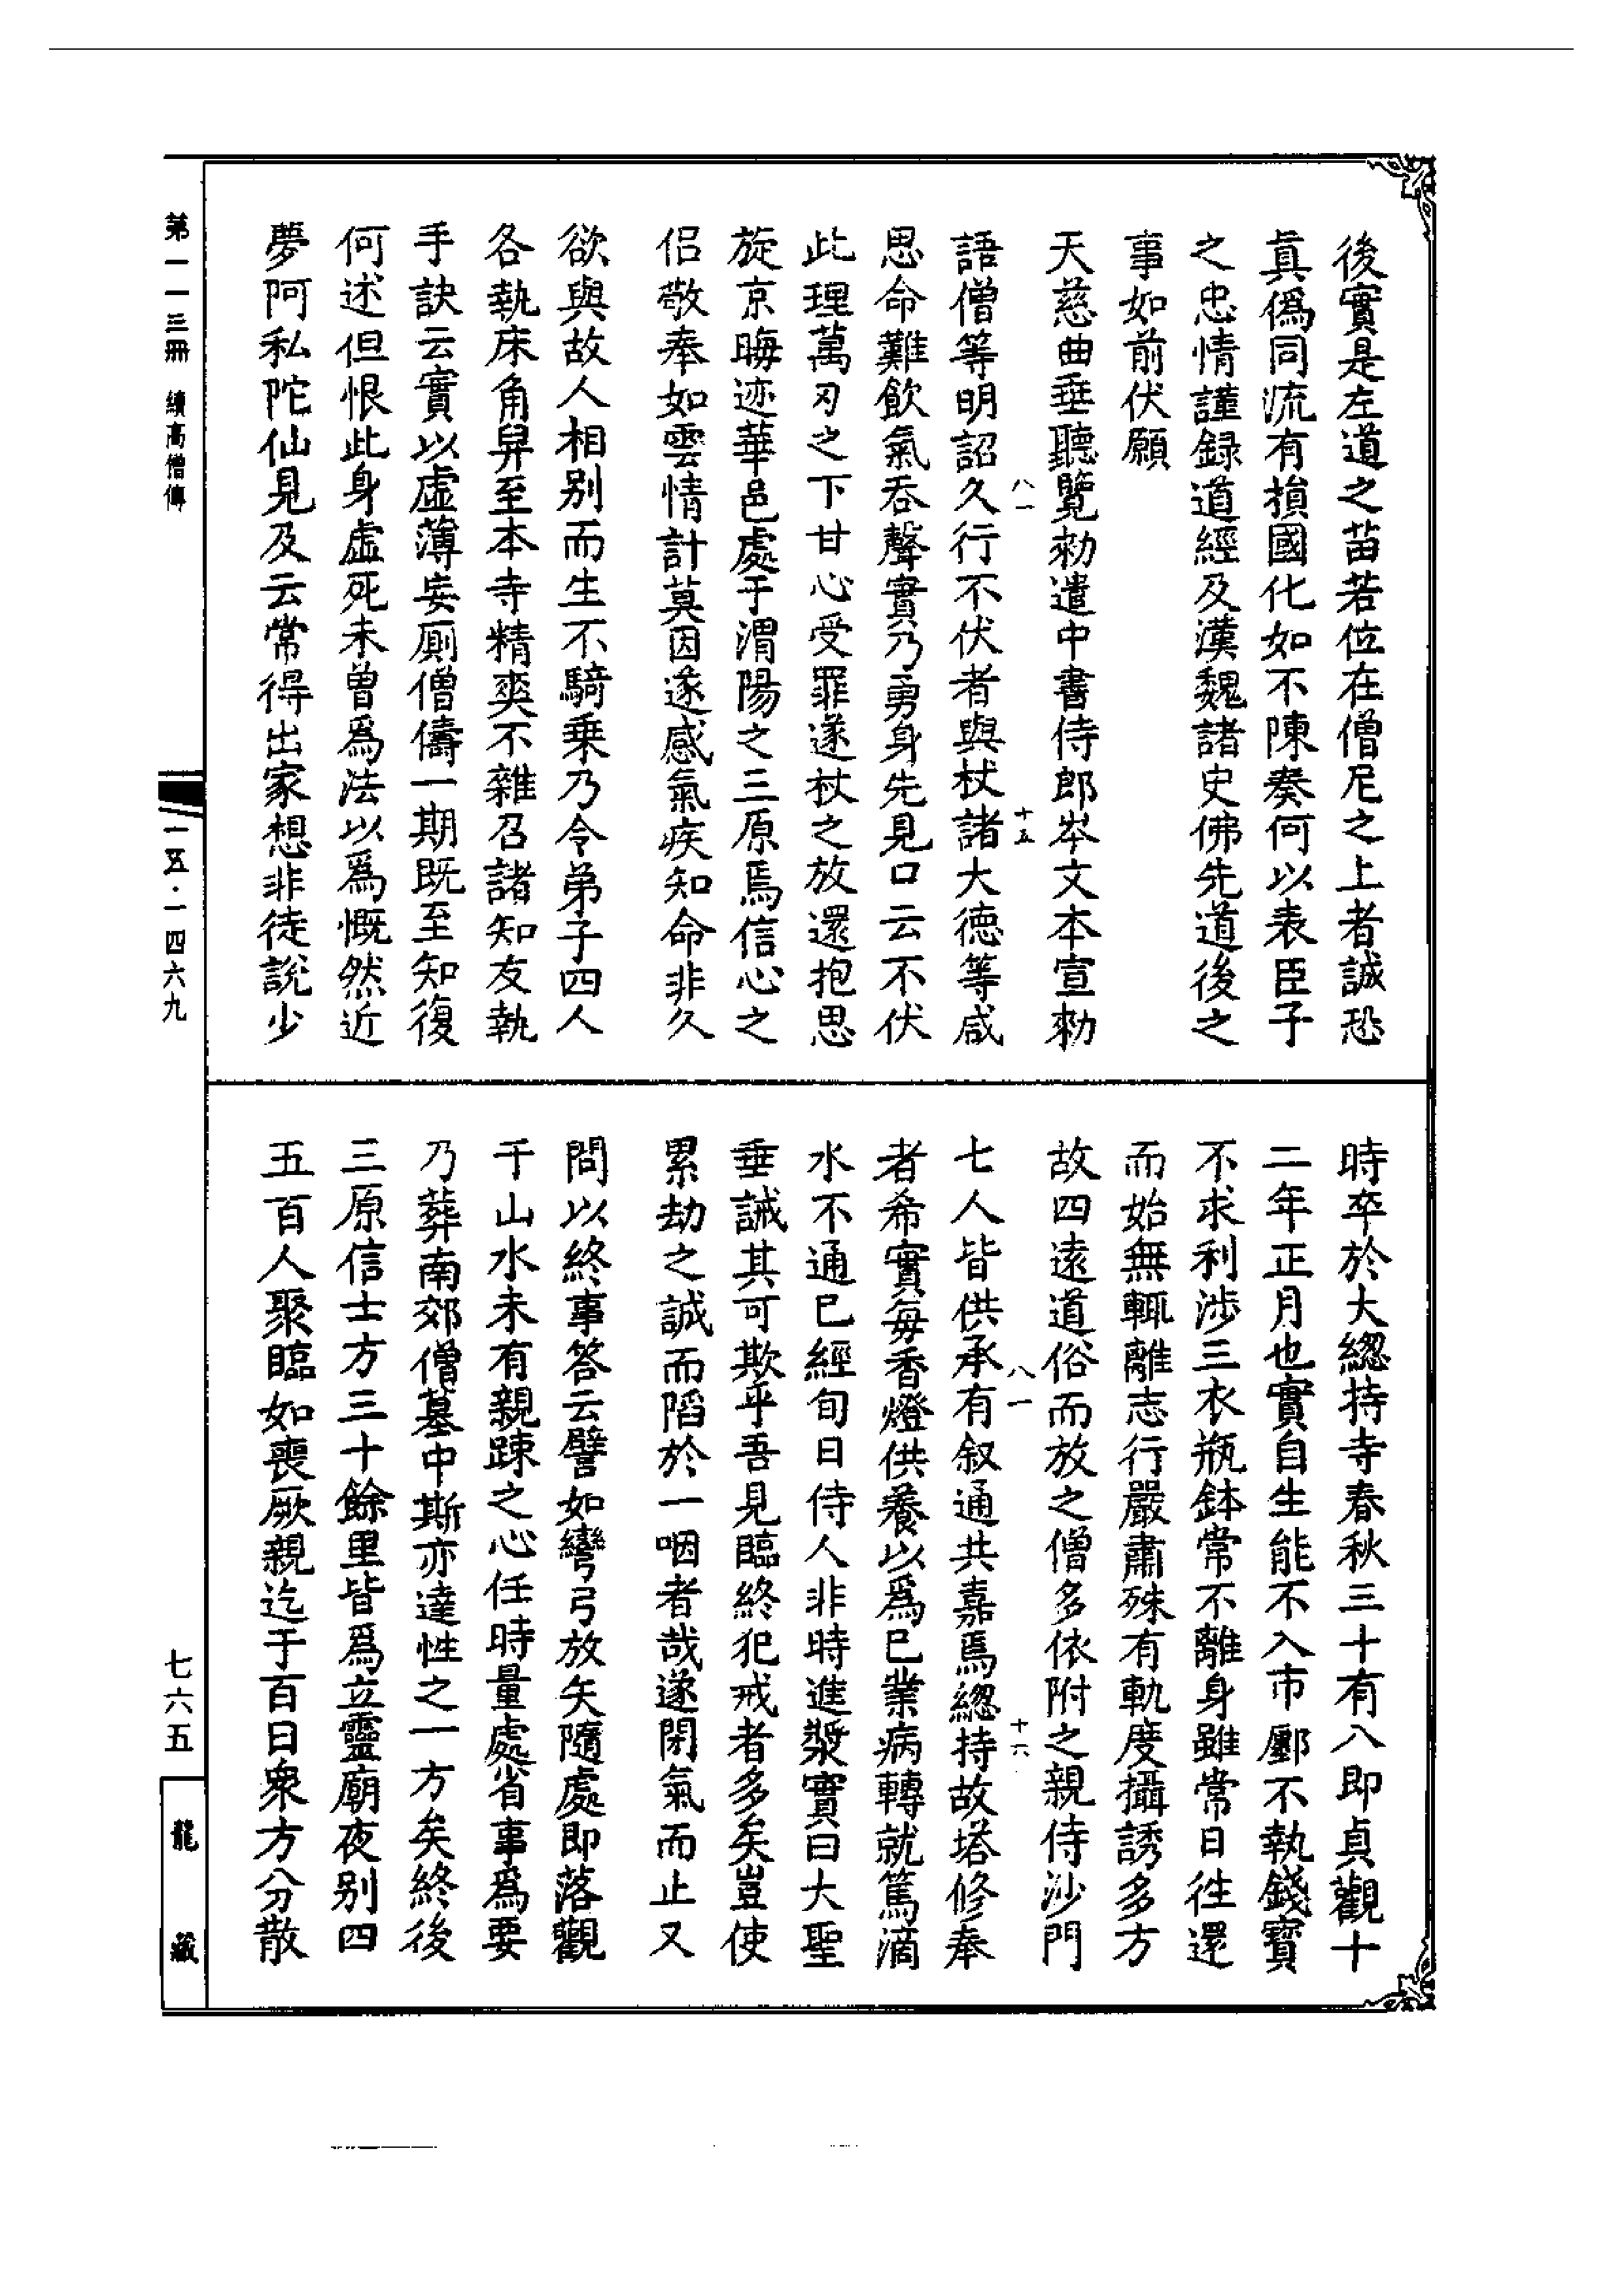 後實是左道之苗若位在僧尼之上者誠恐
真僞同流有損國化如不陳奏何以表臣子
之忠情謹録道經及漢魏諸史佛先道後之
事如前伏願
天慈曲垂聽覽勑遣中書侍郎岑文本宣勑
八一
十五
語僧等明詔久行不伏者與杖諸大德等咸
思命難飲氣吞聲實乃勇身先見口云不伏
此理萬刃之下甘心受罪遂杖之放還抱思
旋京晦迹華邑處于渭陽之三原焉信心之
侶敬奉如雲情計莫因遂感氣疾知命非久
欲與故人相别而生不騎乗乃令弟子四人
各執床角舁至本寺精爽不雜召諸知友執
手訣云實以虛薄妄廁僧儔一期既至知復
何述但恨此身虛死未曾爲法以爲慨然近
夢阿私陀仙見及云常得出家想非徒說少
時卒於大緫持寺春秋三十有八即貞觀十
二年正月也實自生能不入市鄽不執錢寳
不求利涉三衣瓶鉢常不離身雖常日徃還
而始無輒離志行嚴肅殊有軌度攝誘多方
故四遠道俗而放之僧多依附之親侍沙門
八一
十六
七人皆供承有叙通共嘉焉緫持故塔修奉
者希實每香燈供養以爲已業病轉就篤滴
水不通已經旬日侍人非時進漿實曰大聖
垂誡其可欺乎吾見臨終犯戒者多矣豈使
累劫之誠而陷於一咽者哉遂閉氣而止又
問以終事答云譬如彎弓放矢隨處即落觀
干山水未有親踈之心任時量處省事爲要
乃葬南郊僧墓中斯亦達性之一方矣終後
三原信士方三十餘里皆爲立靈廟夜别四
五百人聚臨如喪厥親迄于百日衆方分散
第一一三冊 續高僧傳
一五·一四六九
七六五
龍藏